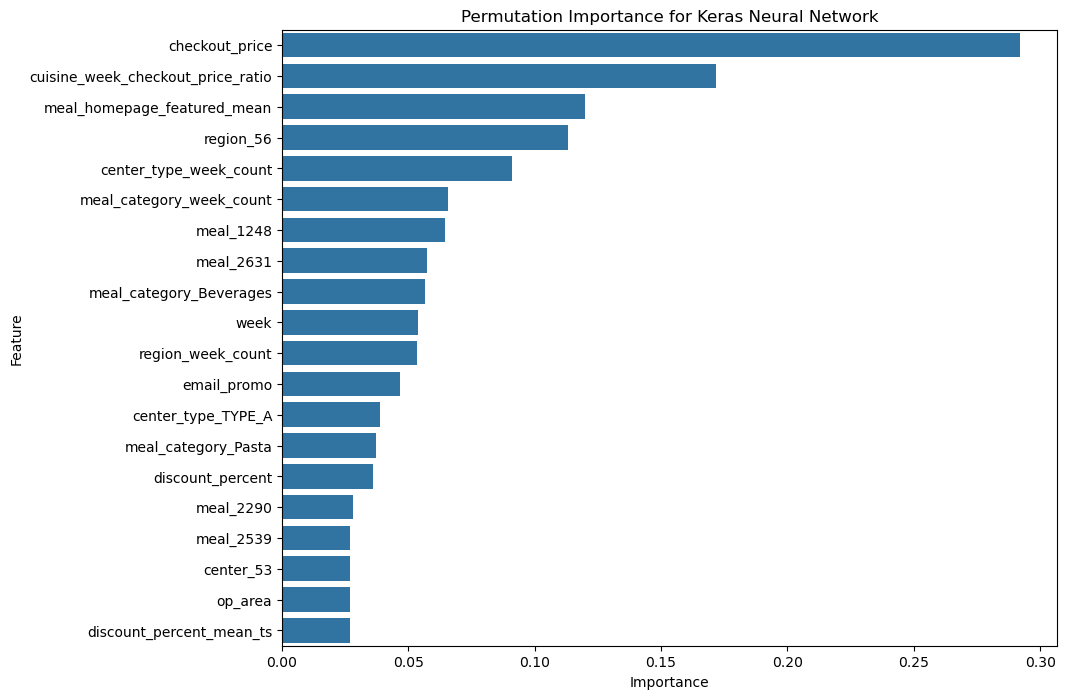 Permutation Importance for Keras Neural Network
checkout_price
cuisine_week_checkout_price_ratio
meal_homepage_featured_mean
region_56
center_type_week_count
meal_category_week_count
meal_1248
meal_2631
meal_category_Beverages
week
region_week_count
email_promo
center_type_TYPE_A
meal_category_Pasta
discount_percent
meal_2290
meal_2539
center_53
op_area
discount_percent_mean_ts
Feature
0.00 0.05 0.10 0.15 0.20 0.25 0.30
Importance